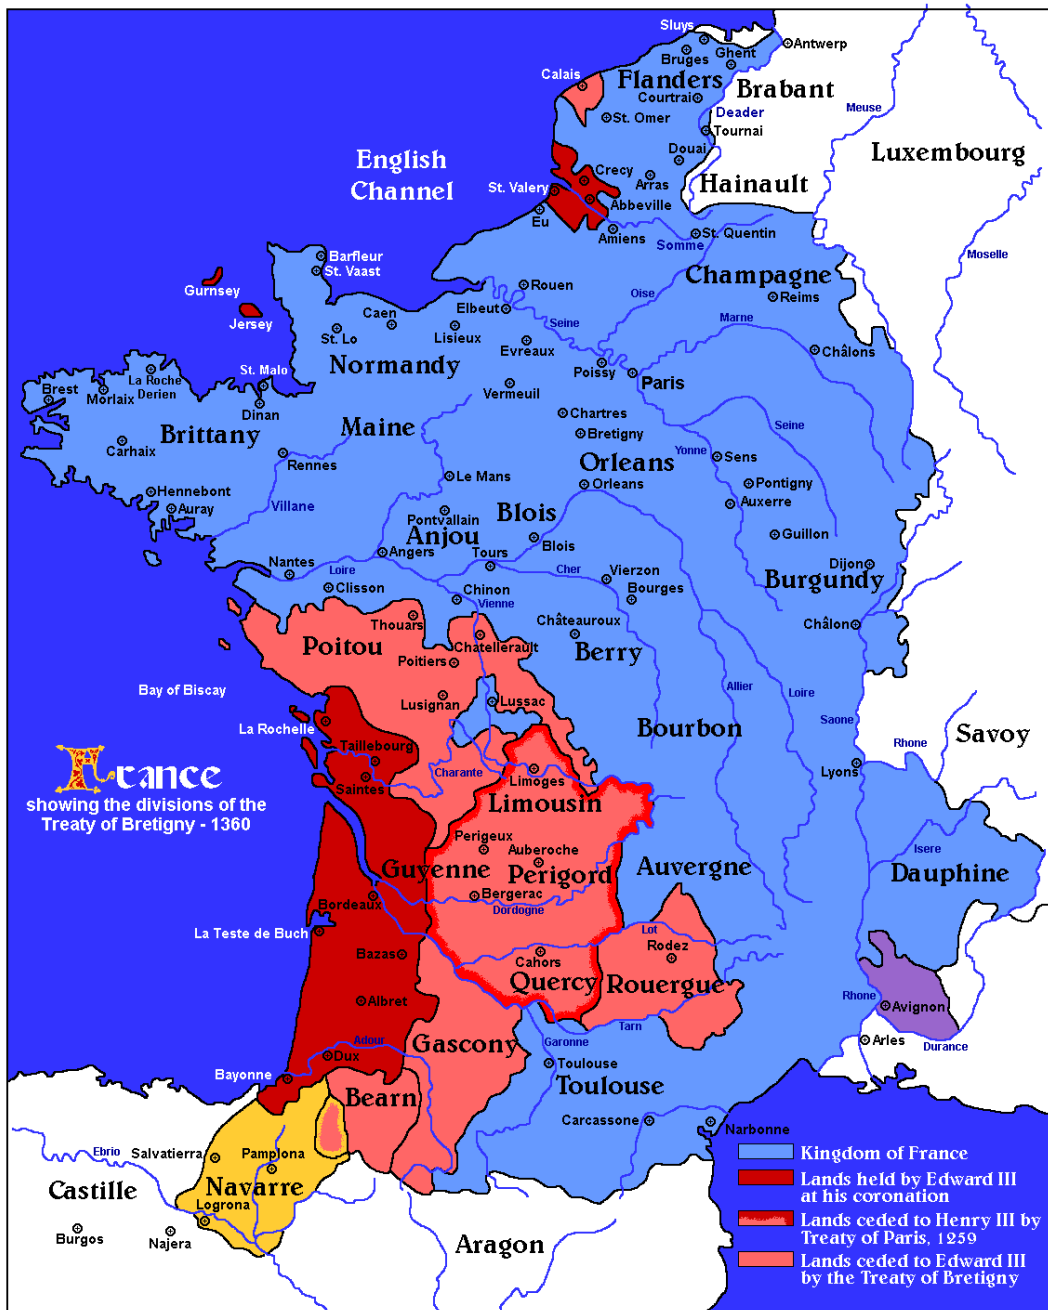 Sluys
Antwerp
Ghent
Bruges
Calais
Flanders
Brabant
Courtrai
Deader
Meuse
St. Omer
Tournai
Luxembourg
Douai
English
Channel
Crecy
Arras
Hainault
St. Valery
Abbeville
Eu
Amiens
Somme
St. Quentin
Moselle
Barfleur
St. Vaast
Champagne
Gurnsey
Rouen
Oise
Reims
Elbeut
Jersey
Caen
Seine
Marne
St. Lo
Lisieux
Evreaux
Châlons
Normandy
Poissy
Paris
St. Malo
La Roche
Derien
Brest
Morlaix
Vermeuil
Dinan
Chartres
Maine
Bretigny
Seine
Brittany
Carhaix
Yonne
Sens
Rennes
Orleans
Le Mans
Orleans
Pontigny
Hennebont
Villane
Auray
Auxerre
Pontvallain
Blois
Anjou
Guillon
Angers
Tours
Blois
Nantes
Loire
Cher
Vierzon
Dijon
Burgundy
Clisson
Chinon
Vienne
Bourges
Thouars
Châteauroux
Châlon
Poitou
Chatellerault
Berry
Poitiers
Bay of Biscay
Lusignan
Lussac
Allier
Loire
La Rochelle
Bourbon
Saone
Savoy
Taillebourg
Rhone
France
Charante
Limoges
Lyons
Saintes
showing the divisions of the
Treaty of Bretigny - 1360
Limousin
Perigeux
Auberoche
Isere
Guyenne
Perigord
Auvergne
Dauphine
Bergerac
Bordeaux
Dordogne
La Teste de Buch
Lot
Rodez
Bazas
Cahors
Quercy
Rouergue
Albret
Rhone
Avignon
Tarn
Adour
Gascony
Garonne
Arles
Durance
Dux
Toulouse
Bayonne
Toulouse
Bearn
Carcassone
Narbonne
Ebrio
Salvatierra
Pamplona
Kingdom of France
Castille
Navarre
Lands held by Edward III
at his coronation
Logrona
Burgos
Najera
Aragon
Lands ceded to Henry III by
Treaty of Paris, 1259
Lands ceded to Edward III
by the Treaty of Bretigny